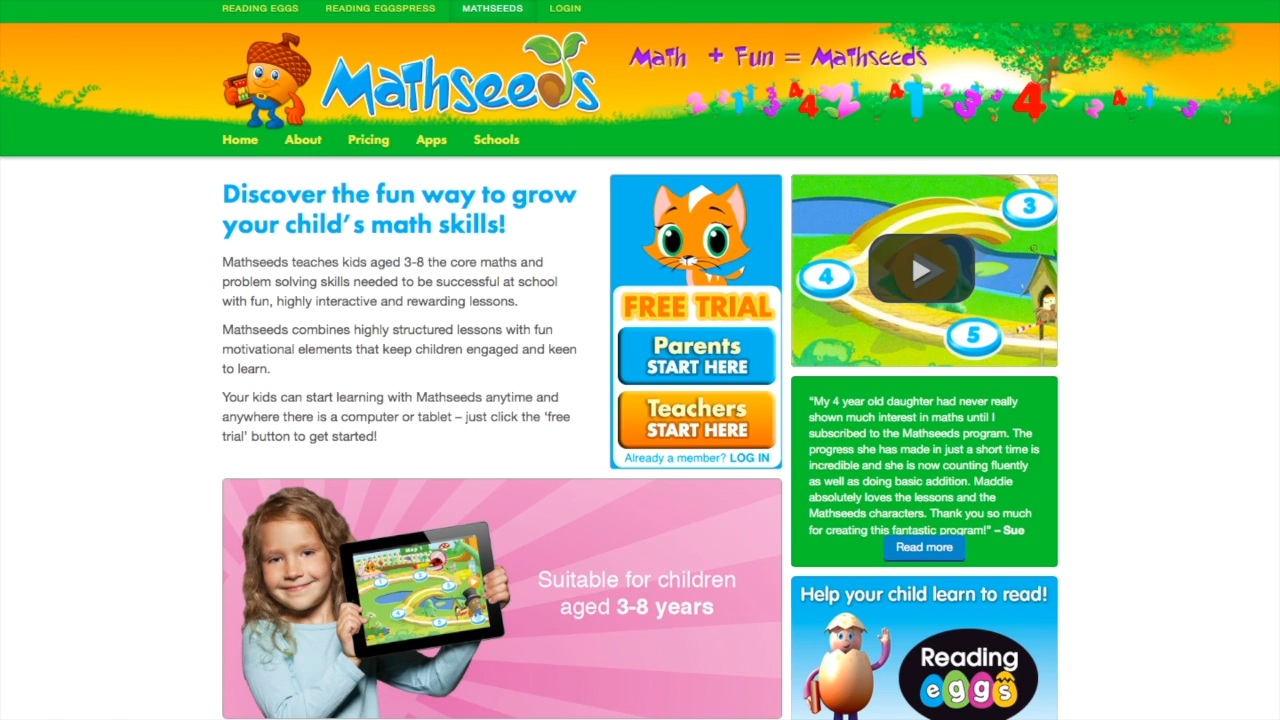 READING EGGS READING EGGSPRESS MATHSEEDS LOGIN
Mathseeds
Math + Fun = Mathseeds
Home About Pricing Apps Schools
Discover the fun way to grow
your child's math skills!
Mathseeds teaches kids aged 3-8 the core maths and
problem solving skills needed to be successful at school
with fun, highly interactive and rewarding lessons.
Mathseeds combines highly structured lessons with fun
motivational elements that keep children engaged and keen
to learn.
Your kids can start learning with Mathseeds anytime and
anywhere there is a computer or tablet – just click the ‘free
trial’ button to get started!
FREE TRIAL
Parents
START HERE
Teachers
START HERE
Already a member? LOG IN
3
4
5
"My 4 year old daughter had never really
shown much interest in maths until I
subscribed to the Mathseeds program. The
progress she has made in just a short time is
incredible and she is now counting fluently
as well as doing basic addition. Maddie
absolutely loves the lessons and the
Mathseeds characters. Thank you so much
for creating this fantastic program!" – Sue
Read more
Map 1
Suitable for children
aged 3-8 years
Help your child learn to read!
Reading
eggs